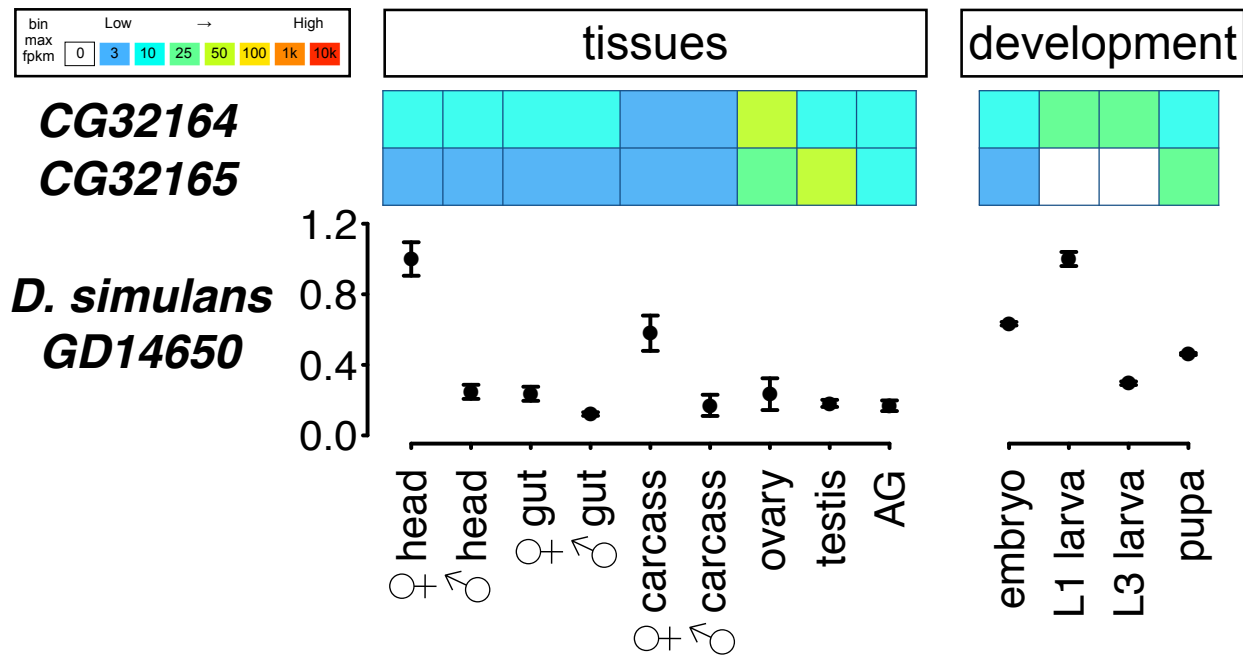 bin max fpkm
Low → High
0 3 10 25 50 100 1k 10k
tissues
development
CG32164
CG32165
D. simulans
GD14650
1.2
0.8
0.4
0.0
♀ head
♂ head
♀ gut
♂ gut
♀ carcass
♂ carcass
ovary
testis
AG
embryo
L1 larva
L3 larva
pupa